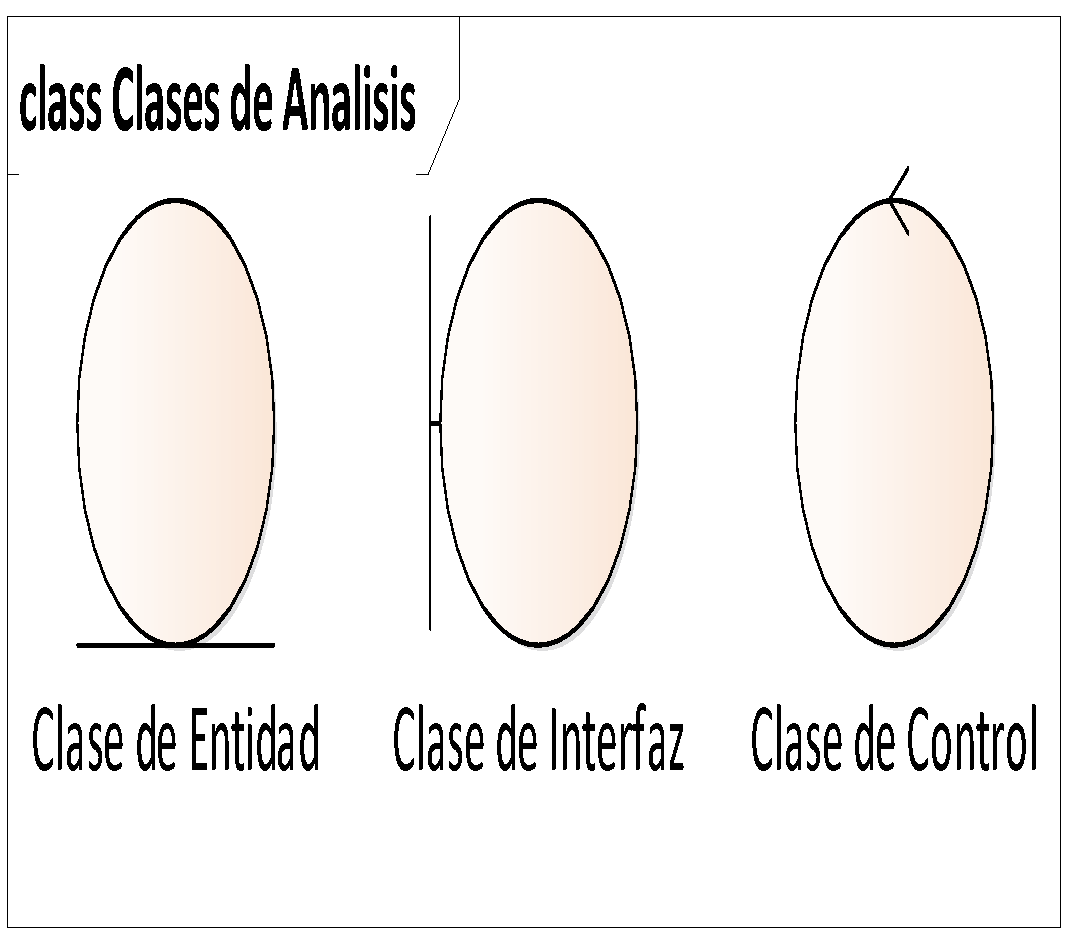 class Clases de Analisis
Clase de Entidad
Clase de Interfaz
Clase de Control